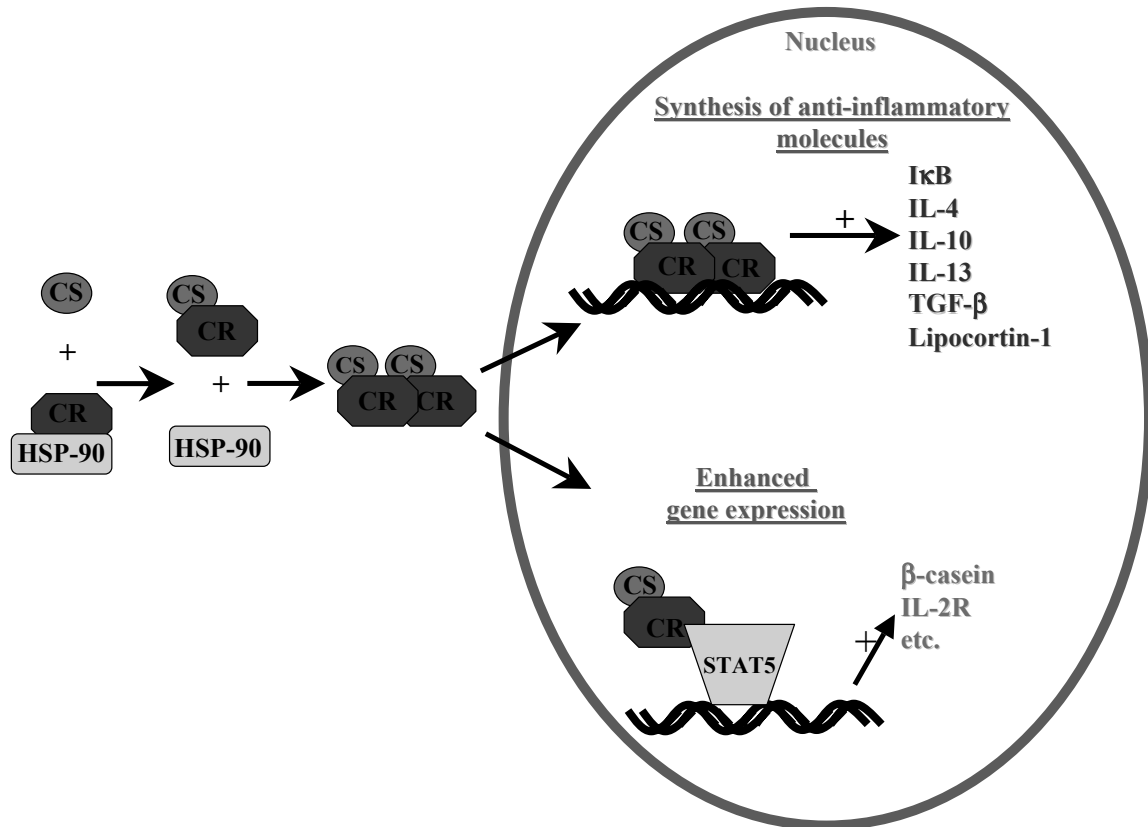 Nucleus
Synthesis of anti-inflammatory
molecules
IκB
IL-4
IL-10
IL-13
TGF-β
Lipocortin-1
+
CS
CS
CR
CR
CS
+
CR
HSP-90
CS
CR
+
HSP-90
CS
CS
CR
CR
Enhanced
gene expression
CS
CR
STAT5
+
β-casein
IL-2R
etc.